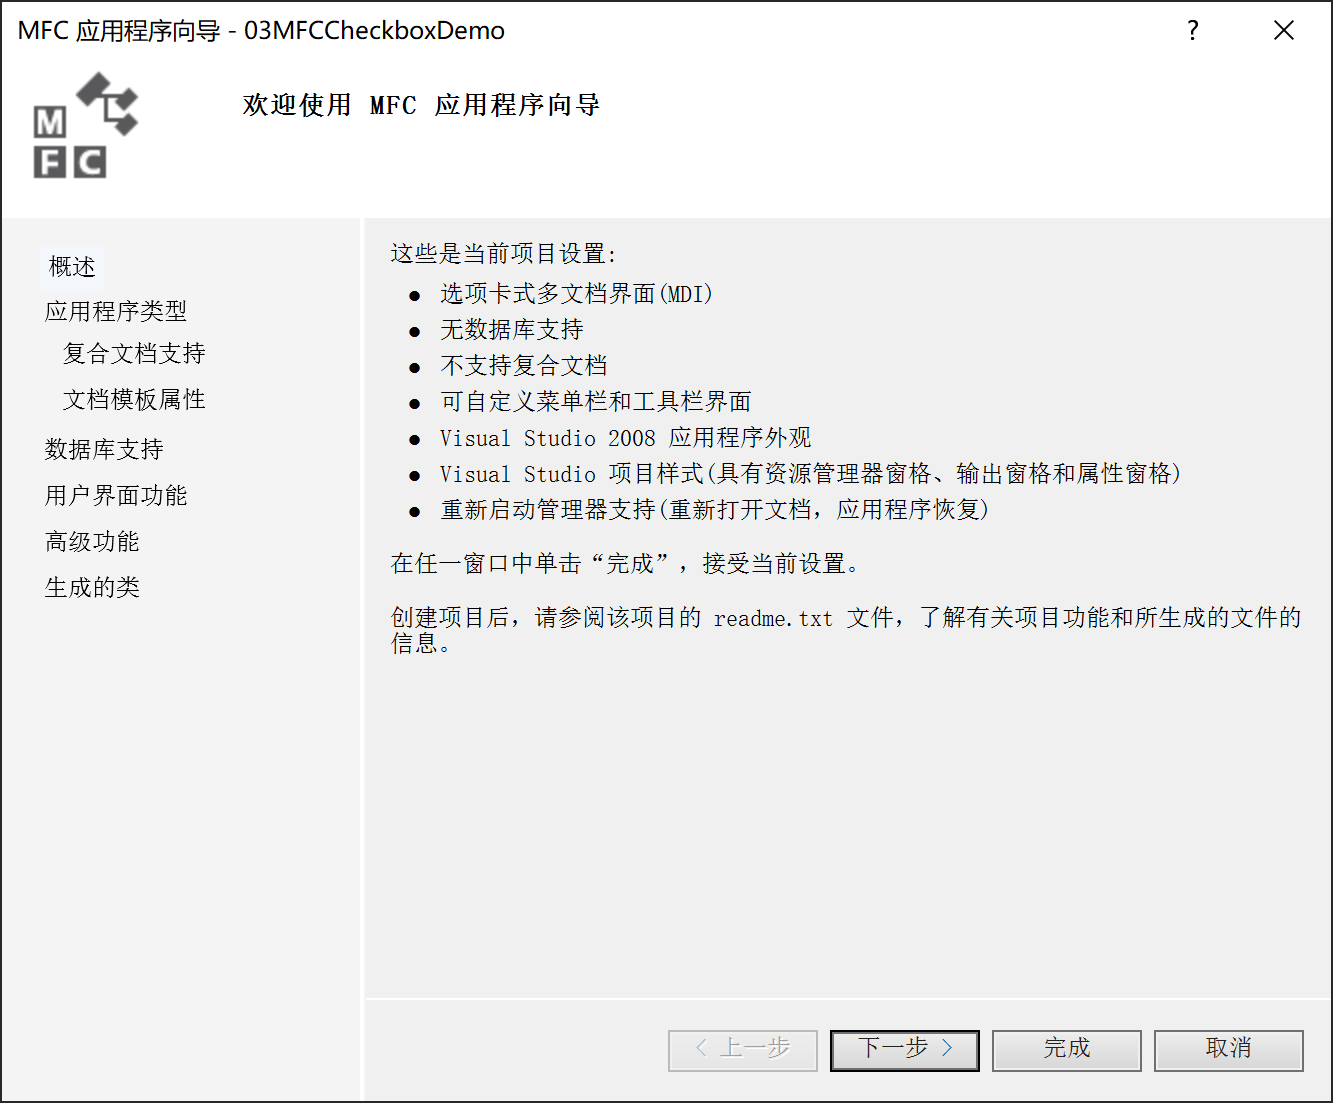 MFC 应用程序向导 - 03MFCCheckboxDemo
?
M
F C
欢迎使用 MFC 应用程序向导
概述
应用程序类型
复合文档支持
文档模板属性
数据库支持
用户界面功能
高级功能
生成的类
这些是当前项目设置:
● 选项卡式多文档界面(MDI)
● 无数据库支持
● 不支持复合文档
● 可自定义菜单栏和工具栏界面
● Visual Studio 2008 应用程序外观
● Visual Studio 项目样式(具有资源管理器窗格、输出窗格和属性窗格)
● 重新启动管理器支持(重新打开文档，应用程序恢复)
在任一窗口中单击“完成”，接受当前设置。
创建项目后，请参阅该项目的 readme.txt 文件，了解有关项目功能和所生成的文件的
信息。
< 上一步
下一步 >
完成
取消